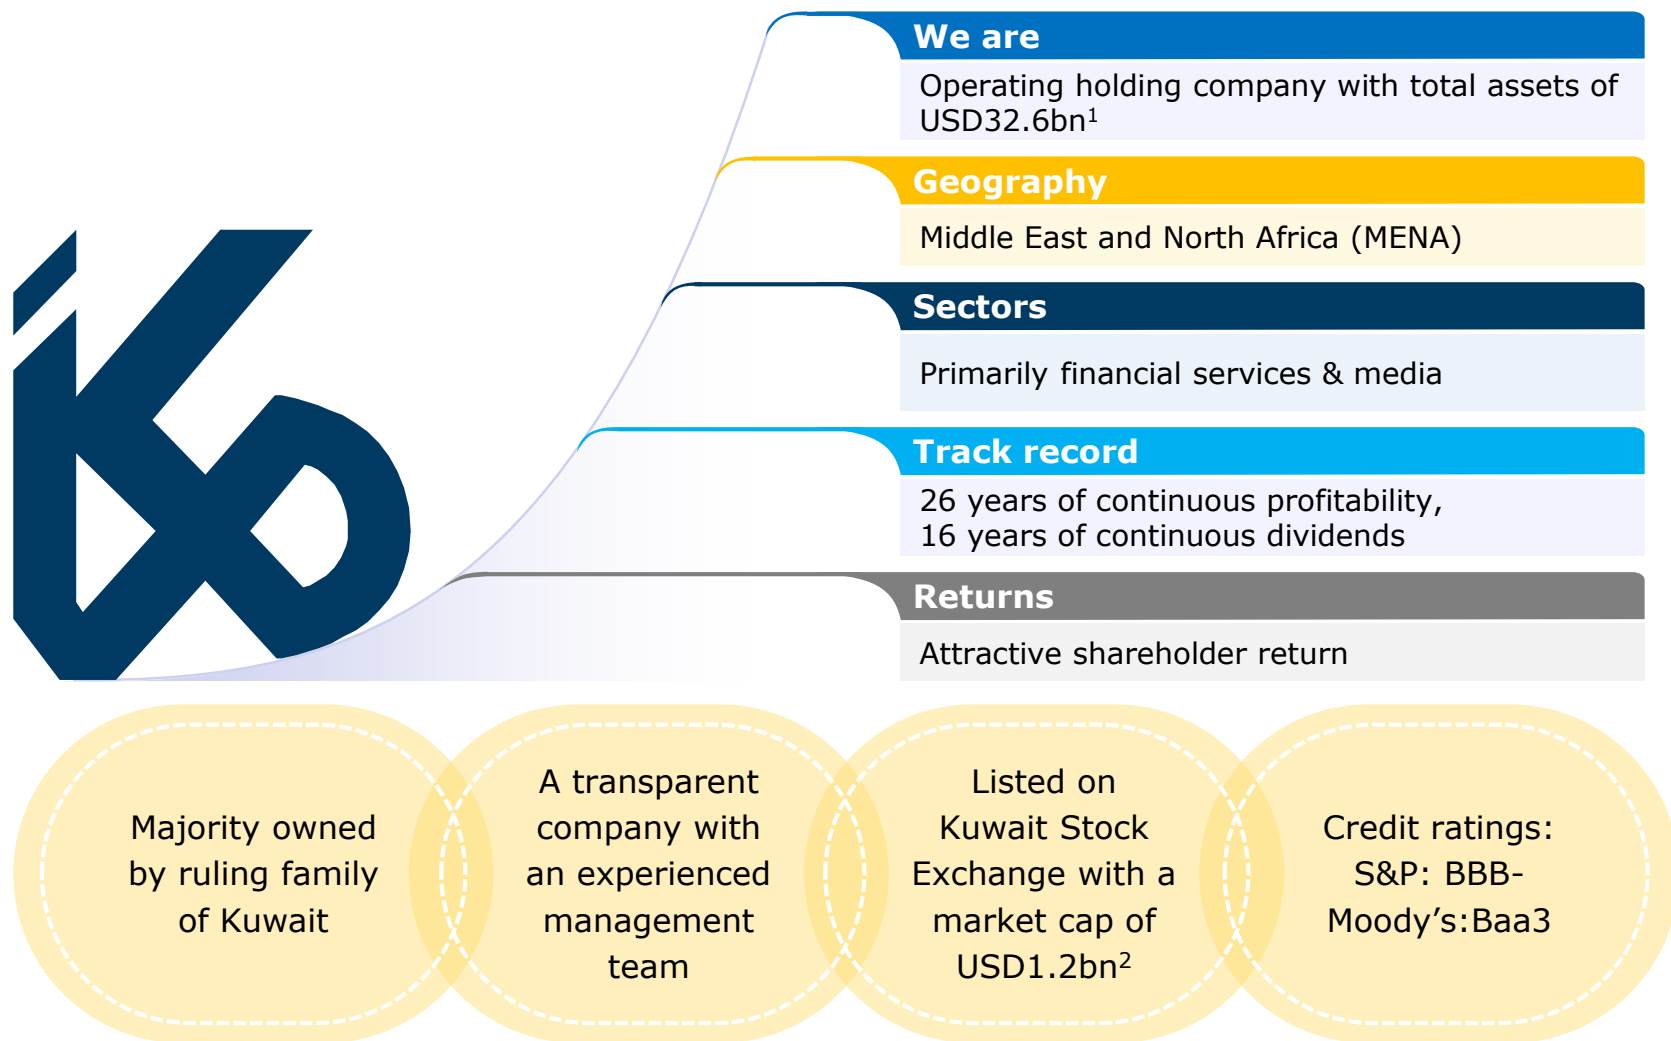 We are
Operating holding company with total assets of
USD32.6bn¹
Geography
Middle East and North Africa (MENA)
Sectors
Primarily financial services & media
Track record
26 years of continuous profitability,
16 years of continuous dividends
Returns
Attractive shareholder return
Majority owned
by ruling family
of Kuwait
A transparent
company with
an experienced
management
team
Listed on
Kuwait Stock
Exchange with a
market cap of
USD1.2bn²
Credit ratings:
S&P: BBB-
Moody’s:Baa3